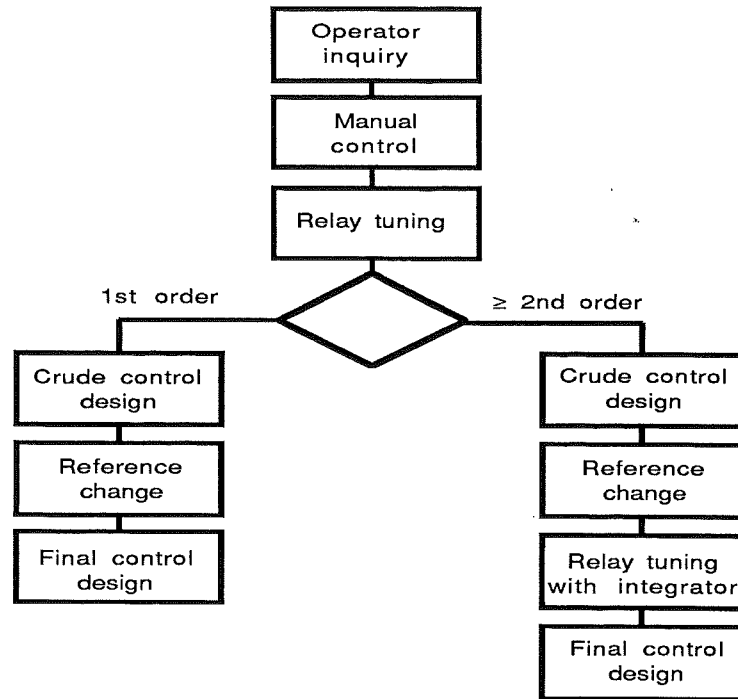 Operator
inquiry
Manual
control
Relay tuning
1st order
≥ 2nd order
Crude control
design
Reference
change
Final control
design
Crude control
design
Reference
change
Relay tuning
with integrator
Final control
design